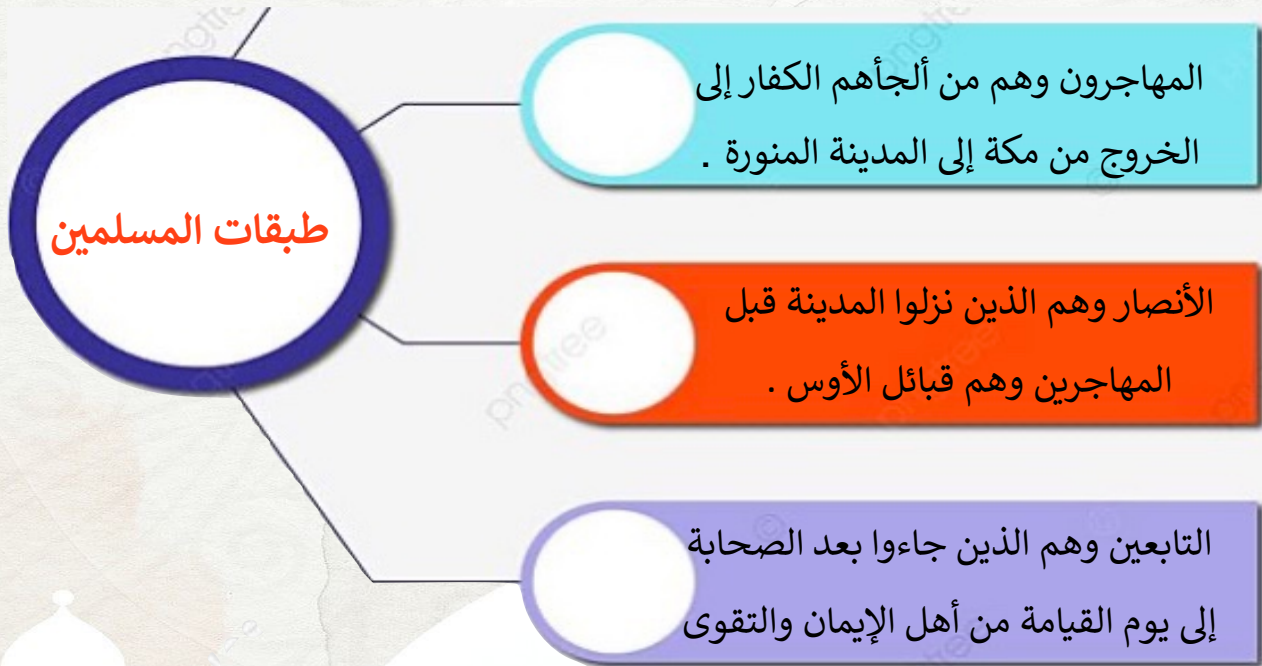 طبقات المسلمين
المهاجرون وهم من ألجأهم الكفار إلى
الخروج من مكة إلى المدينة المنورة .
الأنصار وهم الذين نزلوا المدينة قبل
المهاجرين وهم قبائل الأوس .
التابعين وهم الذين جاءوا بعد الصحابة
إلى يوم القيامة من أهل الإيمان والتقوى